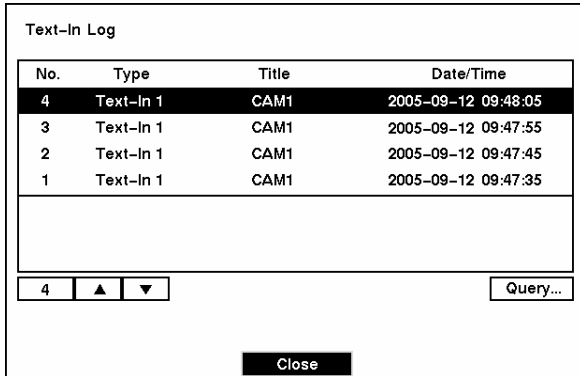 Text-In Log
No. Type Title Date/Time
4 Text-In 1 CAM1 2005-09-12 09:48:05
3 Text-In 1 CAM1 2005-09-12 09:47:55
2 Text-In 1 CAM1 2005-09-12 09:47:45
1 Text-In 1 CAM1 2005-09-12 09:47:35
4 ▲ ▼ Query...
Close